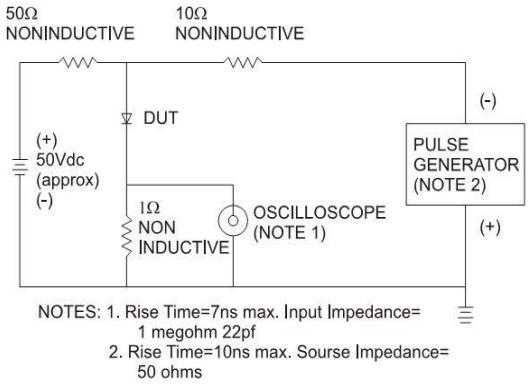 50Ω
NONINDUCTIVE
10Ω
NONINDUCTIVE
DUT
(+)
50Vdc
(approx)
(-)
1Ω
NON
INDUCTIVE
OSCILLOSCOPE
(NOTE 1)
(-)
PULSE
GENERATOR
(NOTE 2)
(+)
NOTES: 1. Rise Time=7ns max. Input Impedance=
1 megohm 22pf
2. Rise Time=10ns max. Sourse Impedance=
50 ohms